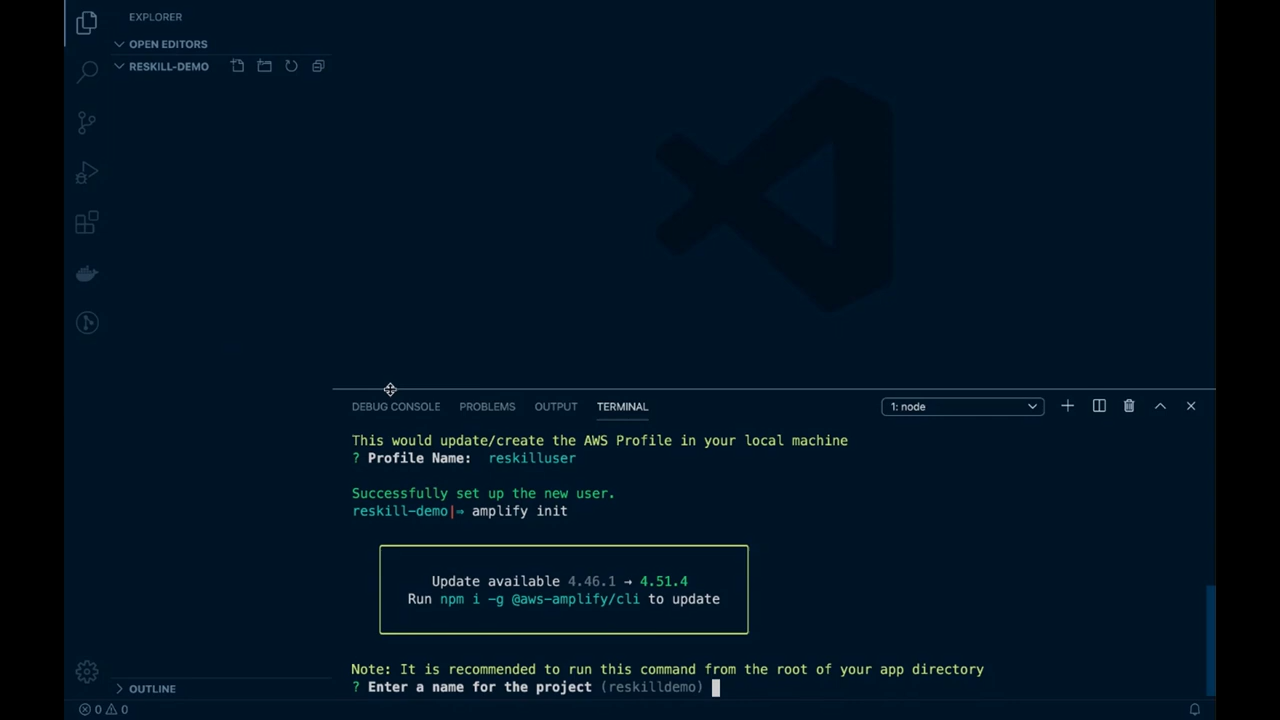 EXPLORER
OPEN EDITORS
RESKILL-DEMO
DEBUG CONSOLE PROBLEMS OUTPUT TERMINAL 1: node
This would update/create the AWS Profile in your local machine
? Profile Name: reskilluser
Successfully set up the new user.
reskill-demo|⇒ amplify init
Update available 4.46.1 → 4.51.4
Run npm i -g @aws-amplify/cli to update
Note: It is recommended to run this command from the root of your app directory
? Enter a name for the project (reskilldemo)
OUTLINE
0 0